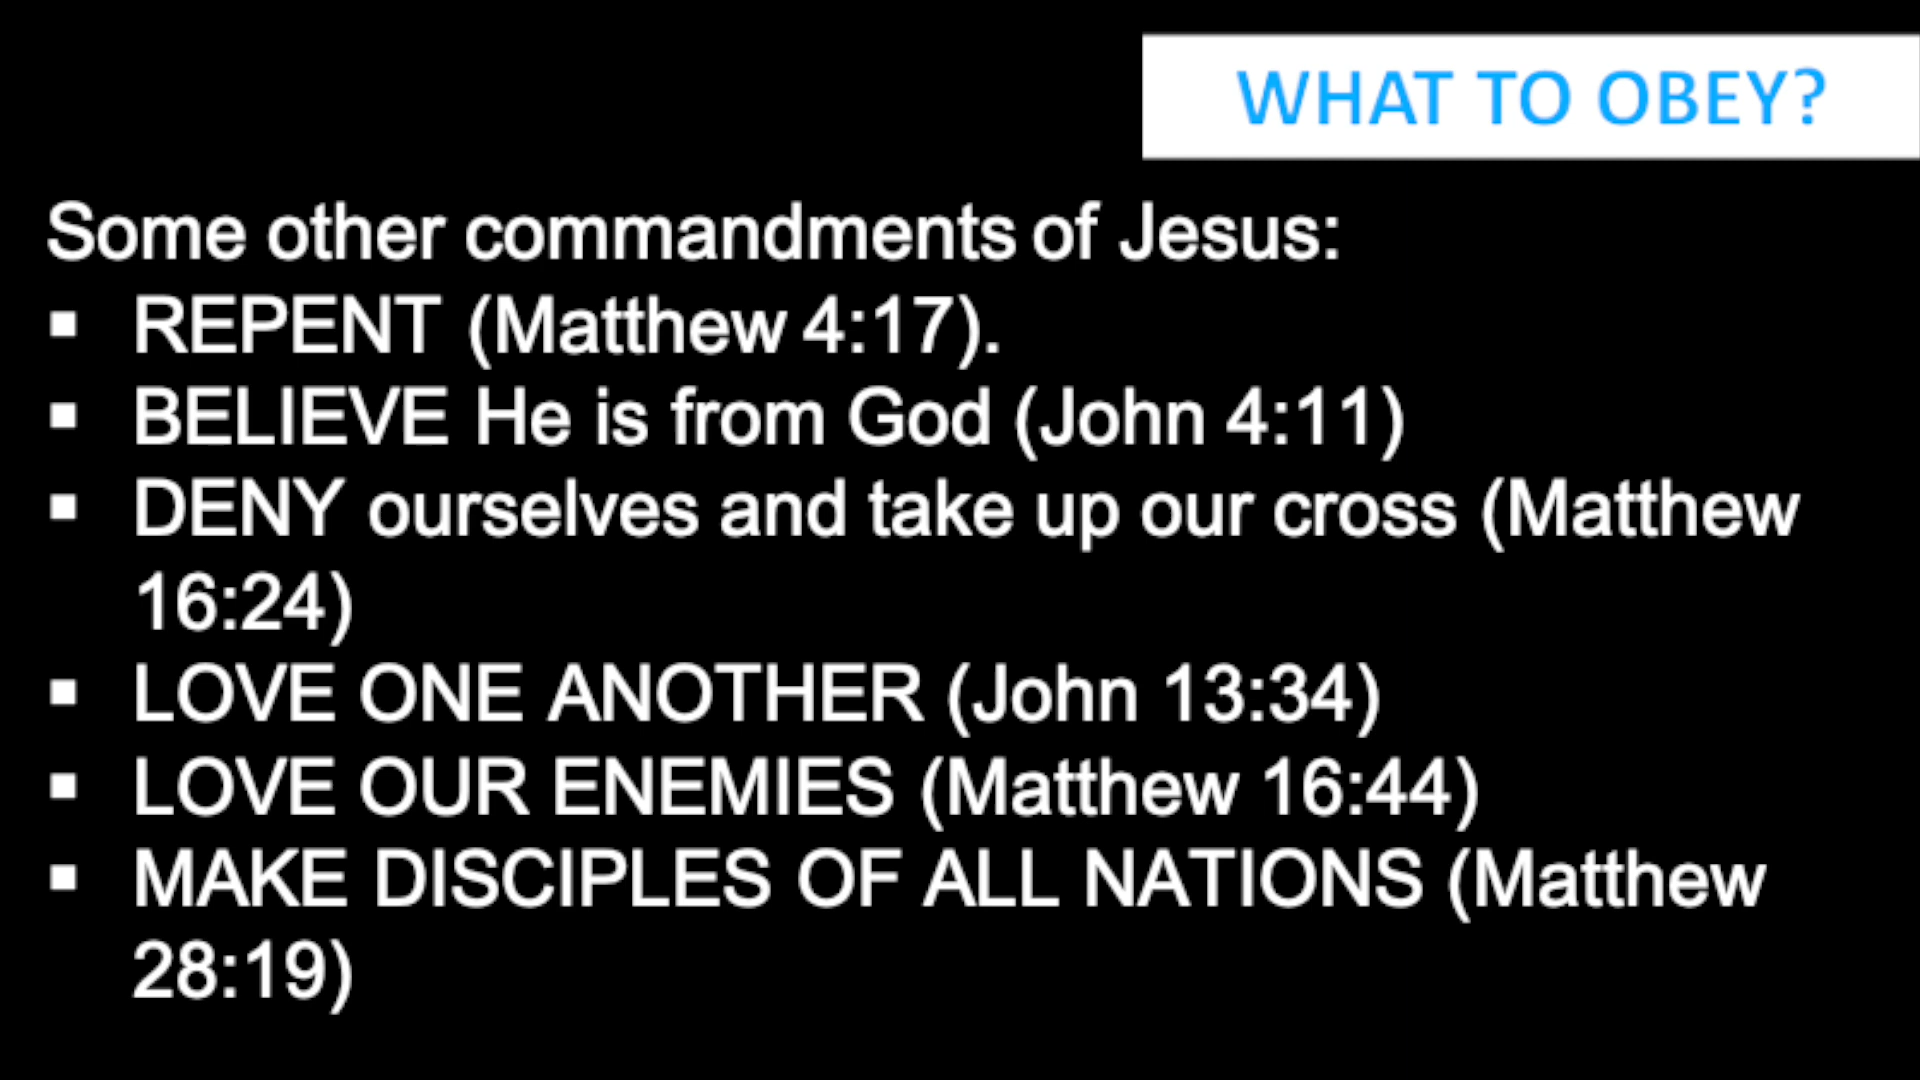 WHAT TO OBEY?
Some other commandments of Jesus:
▪ REPENT (Matthew 4:17).
▪ BELIEVE He is from God (John 4:11)
▪ DENY ourselves and take up our cross (Matthew
16:24)
▪ LOVE ONE ANOTHER (John 13:34)
▪ LOVE OUR ENEMIES (Matthew 16:44)
▪ MAKE DISCIPLES OF ALL NATIONS (Matthew
28:19)